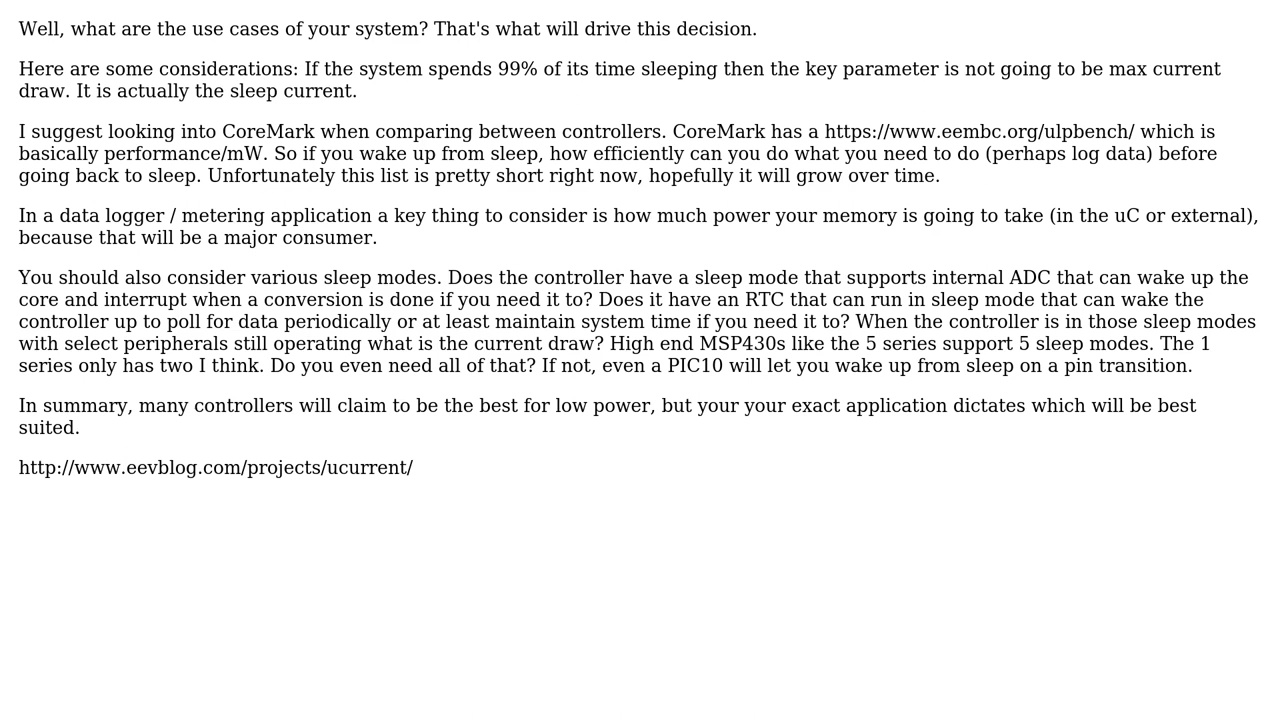 Well, what are the use cases of your system? That's what will drive this decision.
Here are some considerations: If the system spends 99% of its time sleeping then the key parameter is not going to be max current
draw. It is actually the sleep current.
I suggest looking into CoreMark when comparing between controllers. CoreMark has a https://www.eembc.org/ulpbench/ which is
basically performance/mW. So if you wake up from sleep, how efficiently can you do what you need to do (perhaps log data) before
going back to sleep. Unfortunately this list is pretty short right now, hopefully it will grow over time.
In a data logger / metering application a key thing to consider is how much power your memory is going to take (in the uC or external),
because that will be a major consumer.
You should also consider various sleep modes. Does the controller have a sleep mode that supports internal ADC that can wake up the
core and interrupt when a conversion is done if you need it to? Does it have an RTC that can run in sleep mode that can wake the
controller up to poll for data periodically or at least maintain system time if you need it to? When the controller is in those sleep modes
with select peripherals still operating what is the current draw? High end MSP430s like the 5 series support 5 sleep modes. The 1
series only has two I think. Do you even need all of that? If not, even a PIC10 will let you wake up from sleep on a pin transition.
In summary, many controllers will claim to be the best for low power, but your your exact application dictates which will be best
suited.
http://www.eevblog.com/projects/ucurrent/